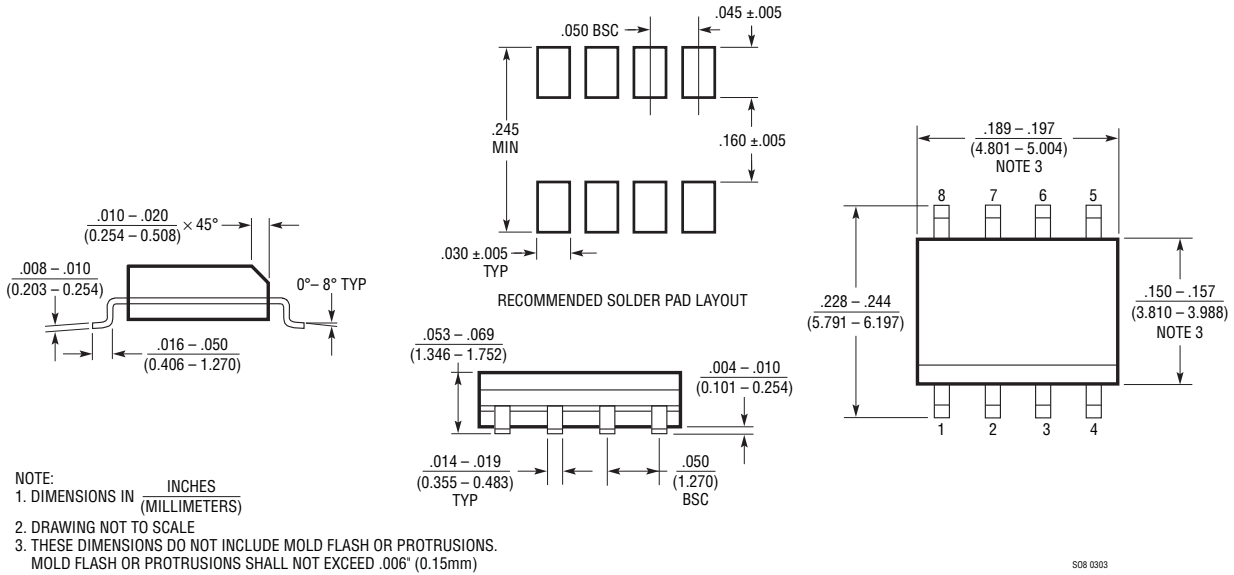 .050 BSC
.045 ±.005
.245
MIN
.160 ±.005
.030 ±.005
TYP
RECOMMENDED SOLDER PAD LAYOUT
.010 – .020
(0.254 – 0.508)
× 45°
.008 – .010
(0.203 – 0.254)
0°– 8° TYP
.016 – .050
(0.406 – 1.270)
.053 – .069
(1.346 – 1.752)
.004 – .010
(0.101 – 0.254)
.014 – .019
(0.355 – 0.483)
TYP
.050
(1.270)
BSC
.189 – .197
(4.801 – 5.004)
NOTE 3
8 7 6 5
.228 – .244
(5.791 – 6.197)
.150 – .157
(3.810 – 3.988)
NOTE 3
1 2 3 4
NOTE:
1. DIMENSIONS IN INCHES
(MILLIMETERS)
2. DRAWING NOT TO SCALE
3. THESE DIMENSIONS DO NOT INCLUDE MOLD FLASH OR PROTRUSIONS.
MOLD FLASH OR PROTRUSIONS SHALL NOT EXCEED .006" (0.15mm)
SO8 0303